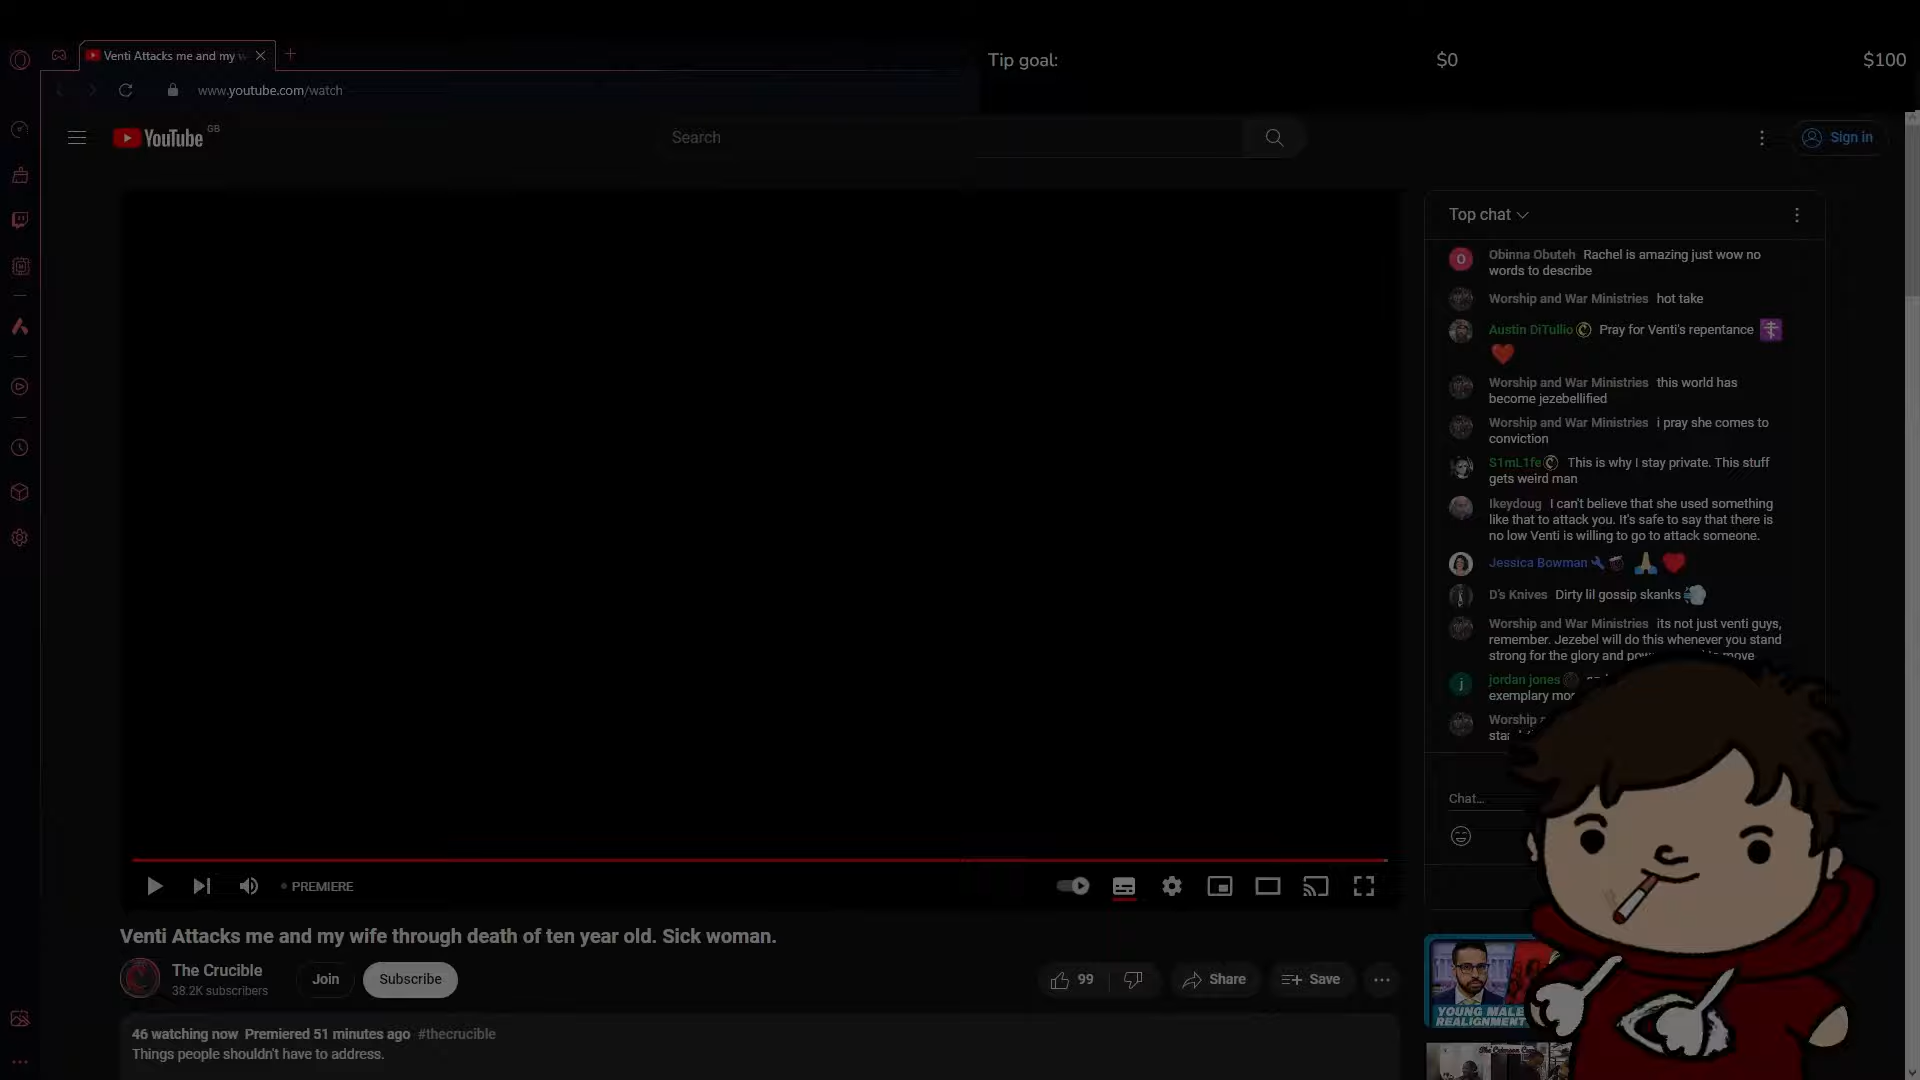 Venti Attacks me and my w
Tip goal: $0 $100
www.youtube.com/watch
YouTube GB
Search
Sign in
Top chat
Obinna Obuteh Rachel is amazing just wow no
words to describe
Worship and War Ministries hot take
Austin DiTullio Pray for Venti's repentance
Worship and War Ministries this world has
become jezebellified
Worship and War Ministries i pray she comes to
conviction
S1mL1fe This is why I stay private. This stuff
gets weird man
Ikeydoug I can't believe that she used something
like that to attack you. It's safe to say that there is
no low Venti is willing to go to attack someone.
Jessica Bowman
D's Knives Dirty lil gossip skanks
Worship and War Ministries its not just venti guys,
remember. Jezebel will do this whenever you stand
strong for the glory and move
jordan jones
exemplary
Worship
Chat...
PREMIERE
Venti Attacks me and my wife through death of ten year old. Sick woman.
The Crucible
38.2K subscribers
Join
Subscribe
99
Share
Save
46 watching now Premiered 51 minutes ago #thecrucible
Things people shouldn't have to address.
YOUNG MALE
REALIGNMENT